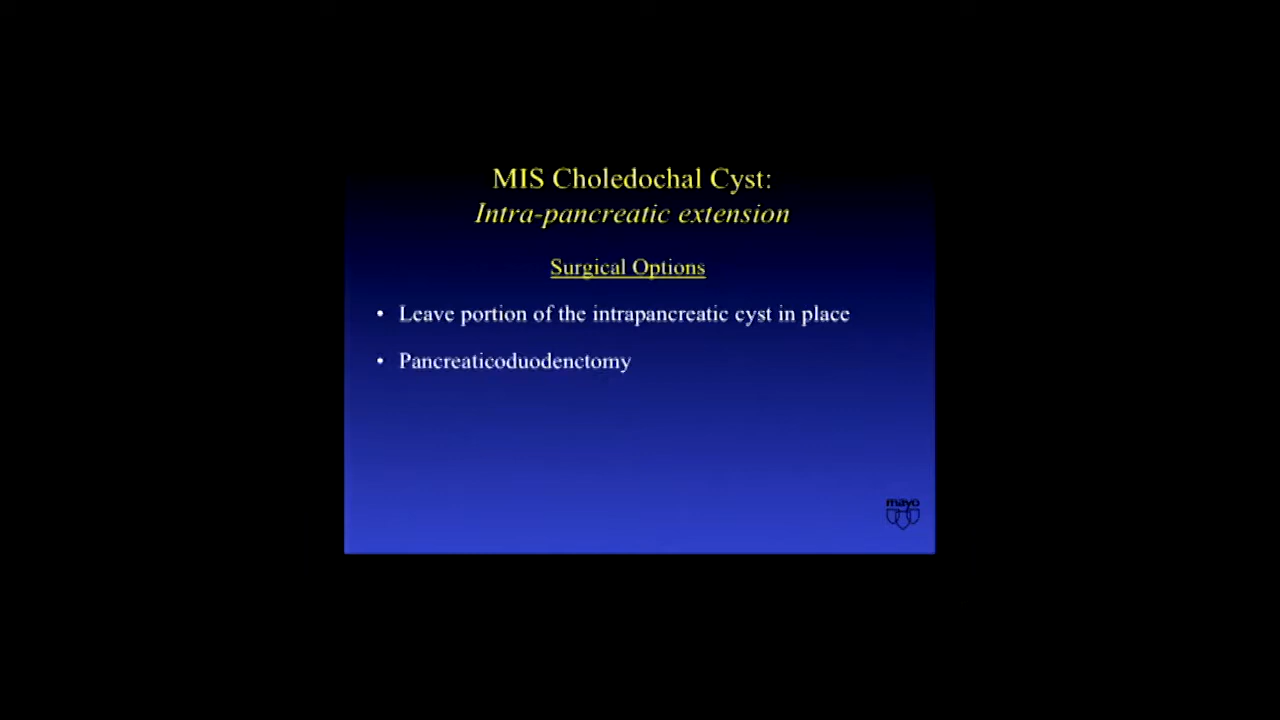 MIS Choledochal Cyst:
Intra-pancreatic extension
Surgical Options
• Leave portion of the intrapancreatic cyst in place
• Pancreaticoduodenctomy
mayo